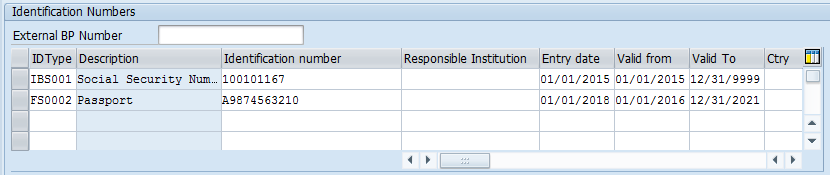 Identification Numbers
External BP Number
IDType Description Identification number Responsible Institution Entry date Valid from Valid To Ctry
IBS001 Social Security Num… 100101167 01/01/2015 01/01/2015 12/31/9999
FS0002 Passport A9874563210 01/01/2018 01/01/2016 12/31/2021